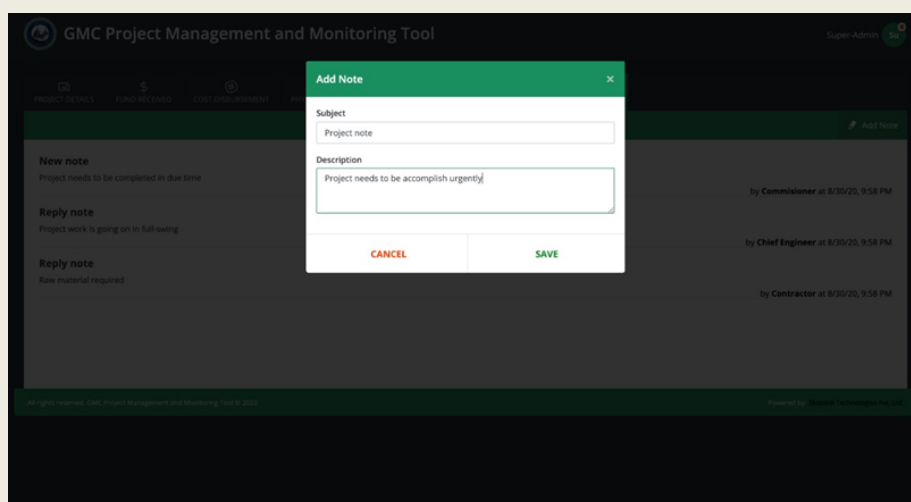 GMC Project Management and Monitoring Tool
Super-Admin
Su
PROJECT DETAILS
FUND RECEIVED
COST DISBURSEMENT
Add Note
Add Note
×
Subject
Project note
Description
Project needs to be accomplish urgently
CANCEL
SAVE
New note
Project needs to be completed in due time
by Commisioner at 8/30/20, 9:58 PM
Reply note
Project work is going on in full-swing
by Chief Engineer at 8/30/20, 9:58 PM
Reply note
Raw material required
by Contractor at 8/30/20, 9:58 PM
All rights reserved. GMC Project Management and Monitoring Tool © 2020
Powered by: Technologies Pvt. Ltd.